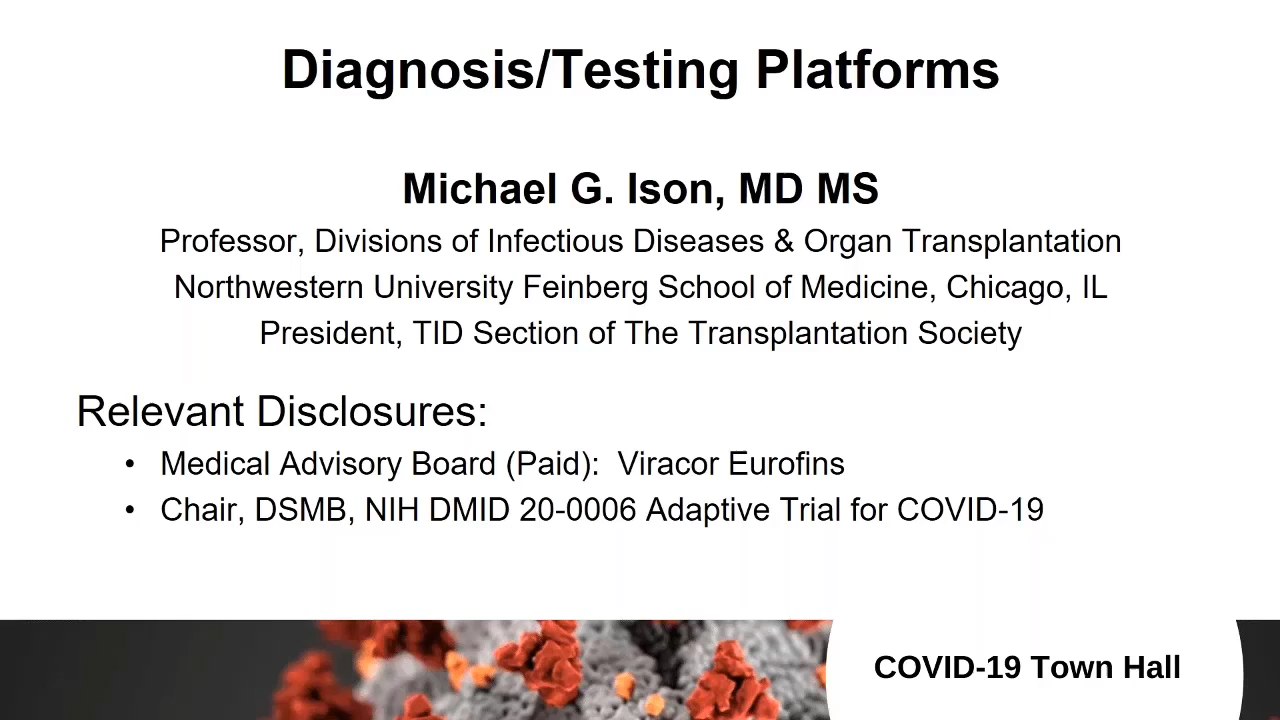 Diagnosis/Testing Platforms
Michael G. Ison, MD MS
Professor, Divisions of Infectious Diseases & Organ Transplantation
Northwestern University Feinberg School of Medicine, Chicago, IL
President, TID Section of The Transplantation Society
Relevant Disclosures:
• Medical Advisory Board (Paid): Viracor Eurofins
• Chair, DSMB, NIH DMID 20-0006 Adaptive Trial for COVID-19
COVID-19 Town Hall